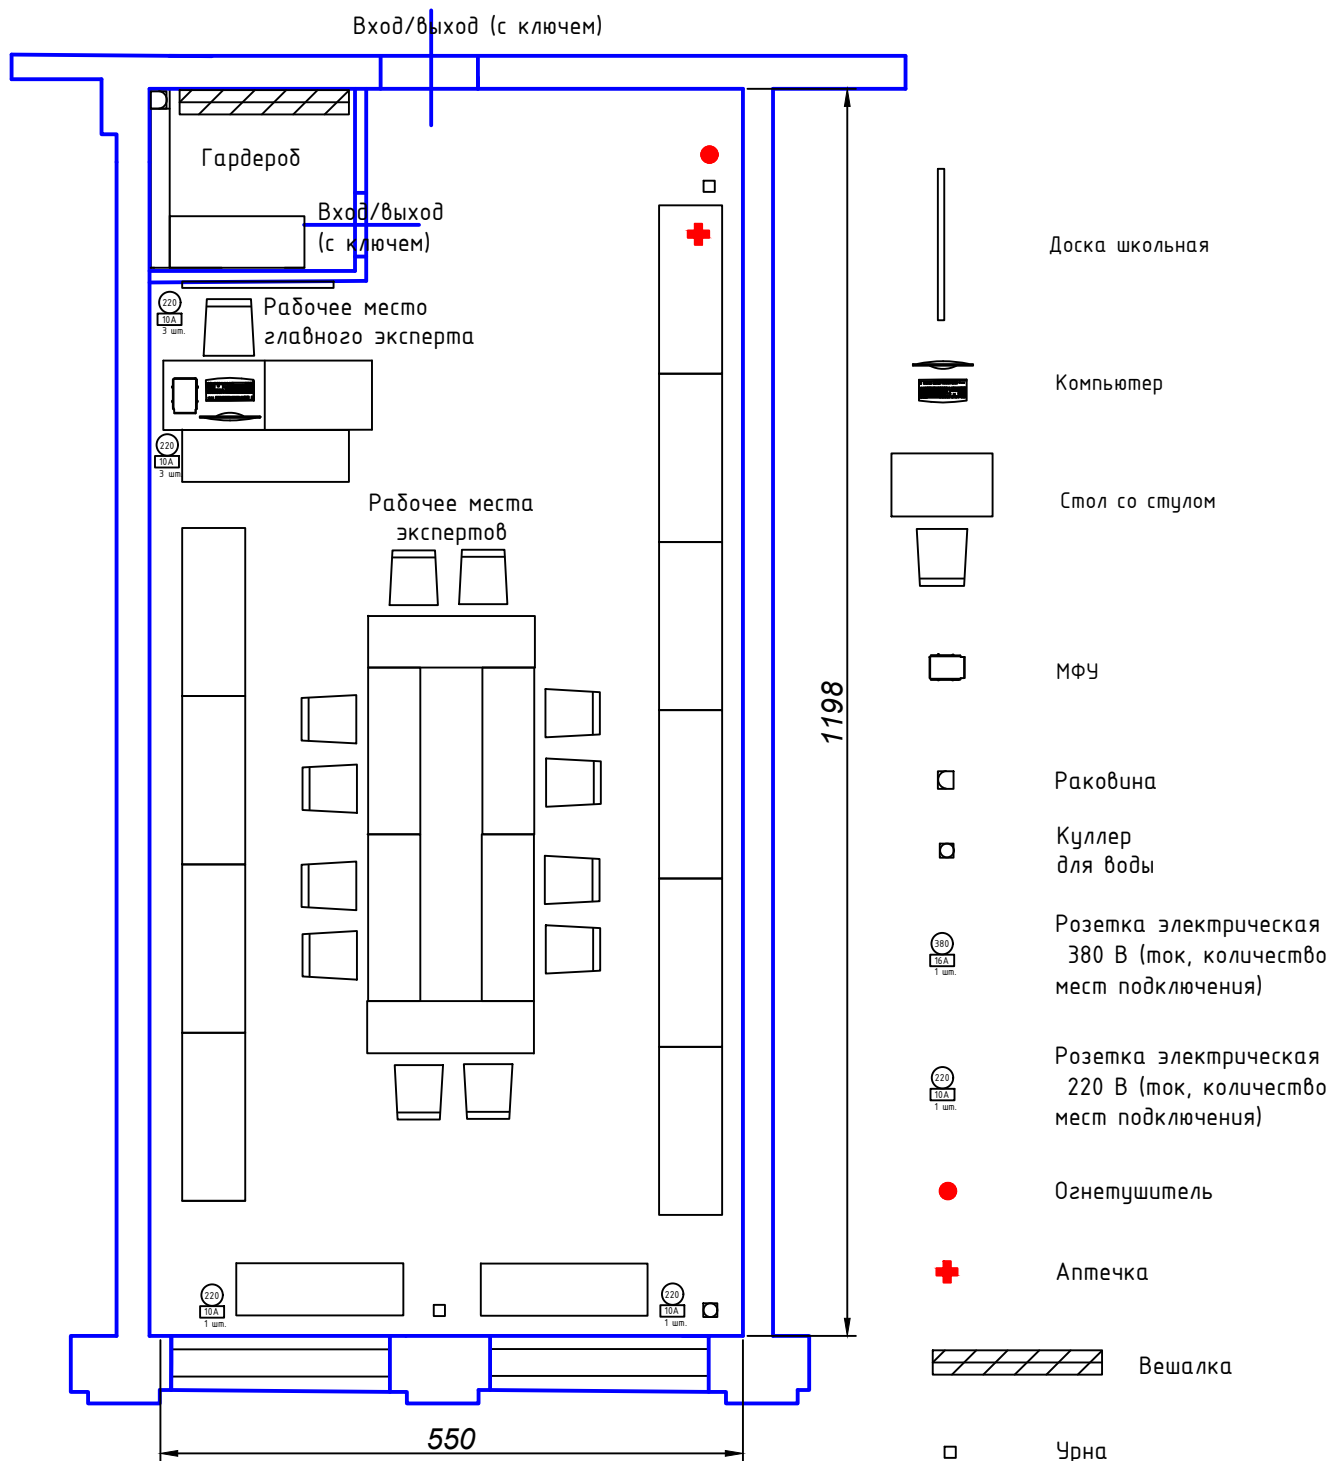 Вход/выход (с ключем)
Гардероб
Вход/выход
(с ключем)
220
10А
3 шт.
Рабочее место
главного эксперта
220
10А
3 шт.
Рабочее места
экспертов
1198
220
10А
1 шт.
220
10А
1 шт.
550
Доска школьная
Компьютер
Стол со стулом
МФУ
Раковина
Куллер
для воды
380
16А
1 шт.
Розетка электрическая
380 В (ток, количество
мест подключения)
220
10А
1 шт.
Розетка электрическая
220 В (ток, количество
мест подключения)
Огнетушитель
Аптечка
Вешалка
Урна